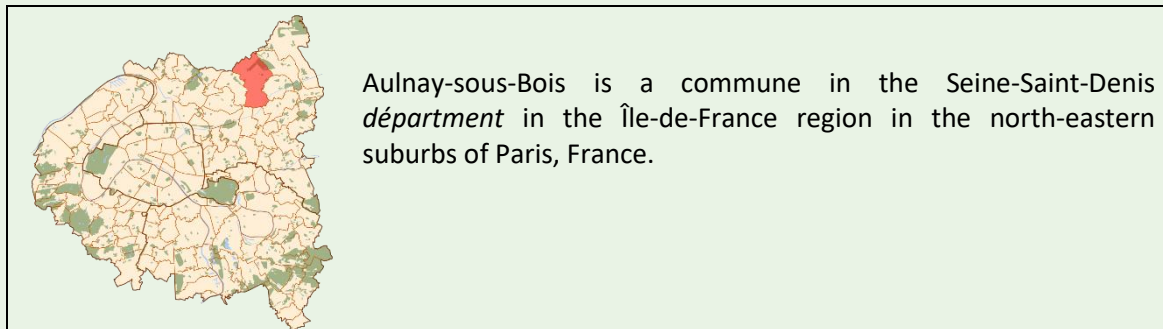 Aulnay-sous-Bois is a commune in the Seine-Saint-Denis
départment in the Île-de-France region in the north-eastern
suburbs of Paris, France.